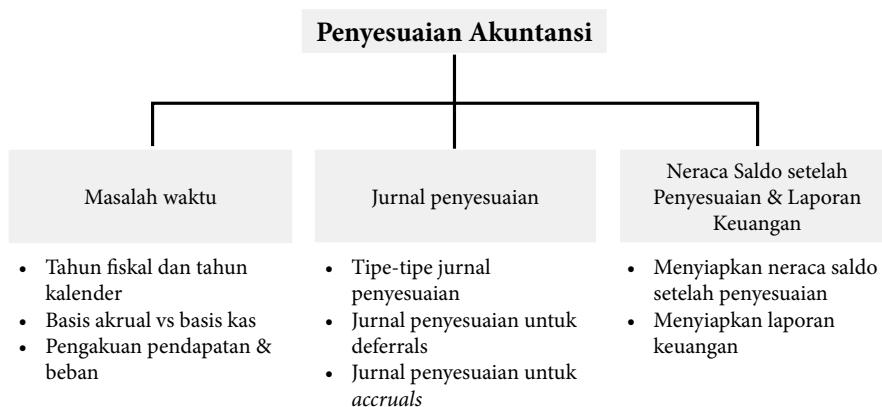 Penyesuaian Akuntansi
Masalah waktu
• Tahun fiskal dan tahun
kalender
• Basis akrual vs basis kas
• Pengakuan pendapatan &
beban
Jurnal penyesuaian
• Tipe-tipe jurnal
penyesuaian
• Jurnal penyesuaian untuk
deferrals
• Jurnal penyesuaian untuk
accruals
Neraca Saldo setelah
Penyesuaian & Laporan
Keuangan
• Menyiapkan neraca saldo
setelah penyesuaian
• Menyiapkan laporan
keuangan